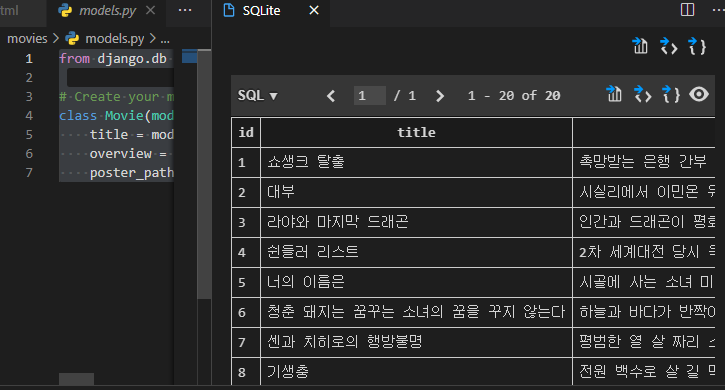 html models.py ···
movies > models.py > ...
1 from django.db
2
3 # Create your m
4 class Movie(mod
5 title = mod
6 overview =
7 poster_path
SQLite
SQL 1 / 1 1 - 20 of 20
id title
1 쇼생크 탈출 촉망받는 은행 간부
2 대부 시실리에서 이민온
3 라야와 마지막 드래곤 인간과 드래곤이 평화
4 쉰들러 리스트 2차 세계대전 당시
5 너의 이름은 시골에 사는 소녀 미
6 청춘 돼지는 꿈꾸는 소녀의 꿈을 꾸지 않는다 하늘과 바다가 반짝이
7 센과 치히로의 행방불명 평범한 열 살 짜리
8 기생충 전원 백수로 살 길